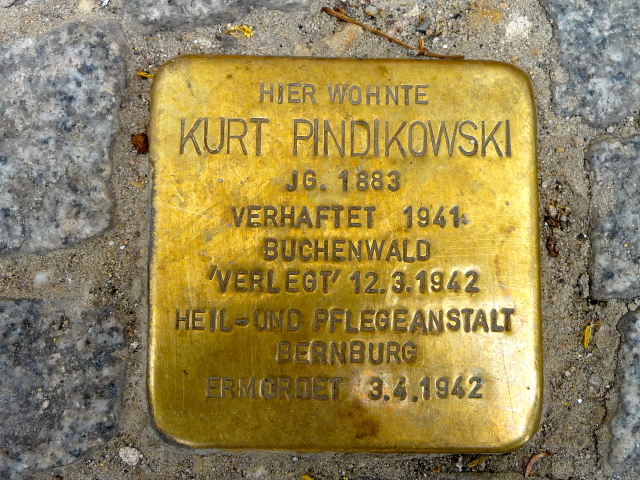 HIER WOHNTE
KURT PINDIKOWSKI
JG. 1883
VERHAFTET 1941
BUCHENWALD
'VERLEGT' 12.3.1942
HEIL-UND PFLEGEANSTALT
BERNBURG
ERMORDET 3.4.1942